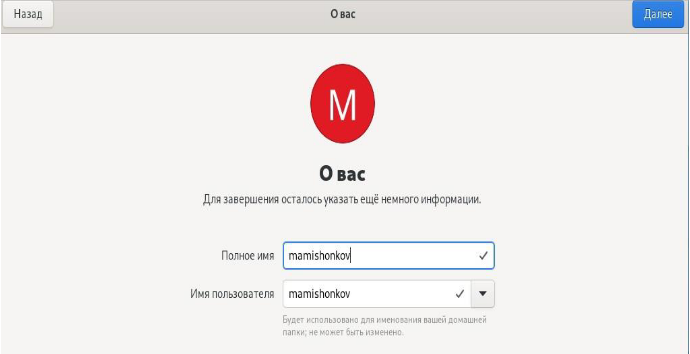 Назад О вас Далее
M
О вас
Для завершения осталось указать ещё немного информации.
Полное имя mamishonkov
Имя пользователя mamishonkov
Будет использовано для именования вашей домашней
папки; не может быть изменено.